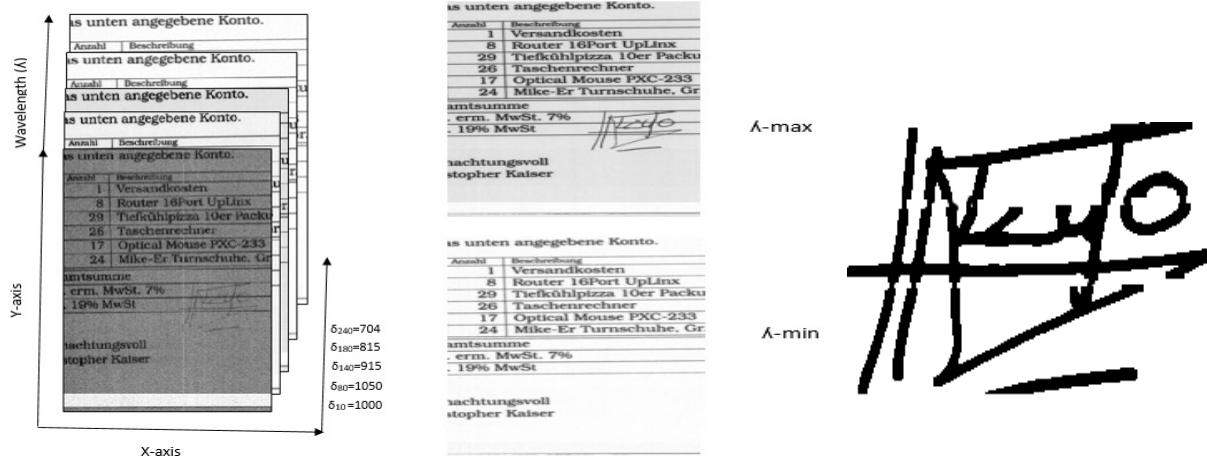 Wavelength (ʎ)
Y-axis
X-axis
as unten angegebene Konto.
Anzahl Beschreibung
as unten angegebene Konto.
Anzahl Beschreibung
as unten angegebene Konto.
as unten angegebene Konto.
Anzahl Beschreibung
as unten angegebene Konto.
Anzahl Beschreibung
1 Versandkosten
8 Router 16Port UpLinx
29 Tiefkühlpizza 10er Packu
26 Taschenrechner
17 Optical Mouse PXC-233
24 Mike-Er Turnschuhe, Gr
amtsumme
. erm. MwSt. 7%
. 19% MwSt
nachtungsvoll
stopher Kaiser
δ240=704
δ180=815
δ140=915
δ80=1050
δ10=1000
as unten angegebene Konto.
Anzahl Beschreibung
1 Versandkosten
8 Router 16Port UpLinx
29 Tiefkühlpizza 10er Packu
26 Taschenrechner
17 Optical Mouse PXC-233
24 Mike-Er Turnschuhe, Gr.
amtsumme
. erm. MwSt. 7%
. 19% MwSt
nachtungsvoll
stopher Kaiser
as unten angegebene Konto.
Anzahl Beschreibung
1 Versandkosten
8 Router 16Port UpLinx
29 Tiefkühlpizza 10er Packu
26 Taschenrechner
17 Optical Mouse PXC-233
24 Mike-Er Turnschuhe, Gr.
amtsumme
. erm. MwSt. 7%
. 19% MwSt
nachtungsvoll
stopher Kaiser
ʎ-max
ʎ-min